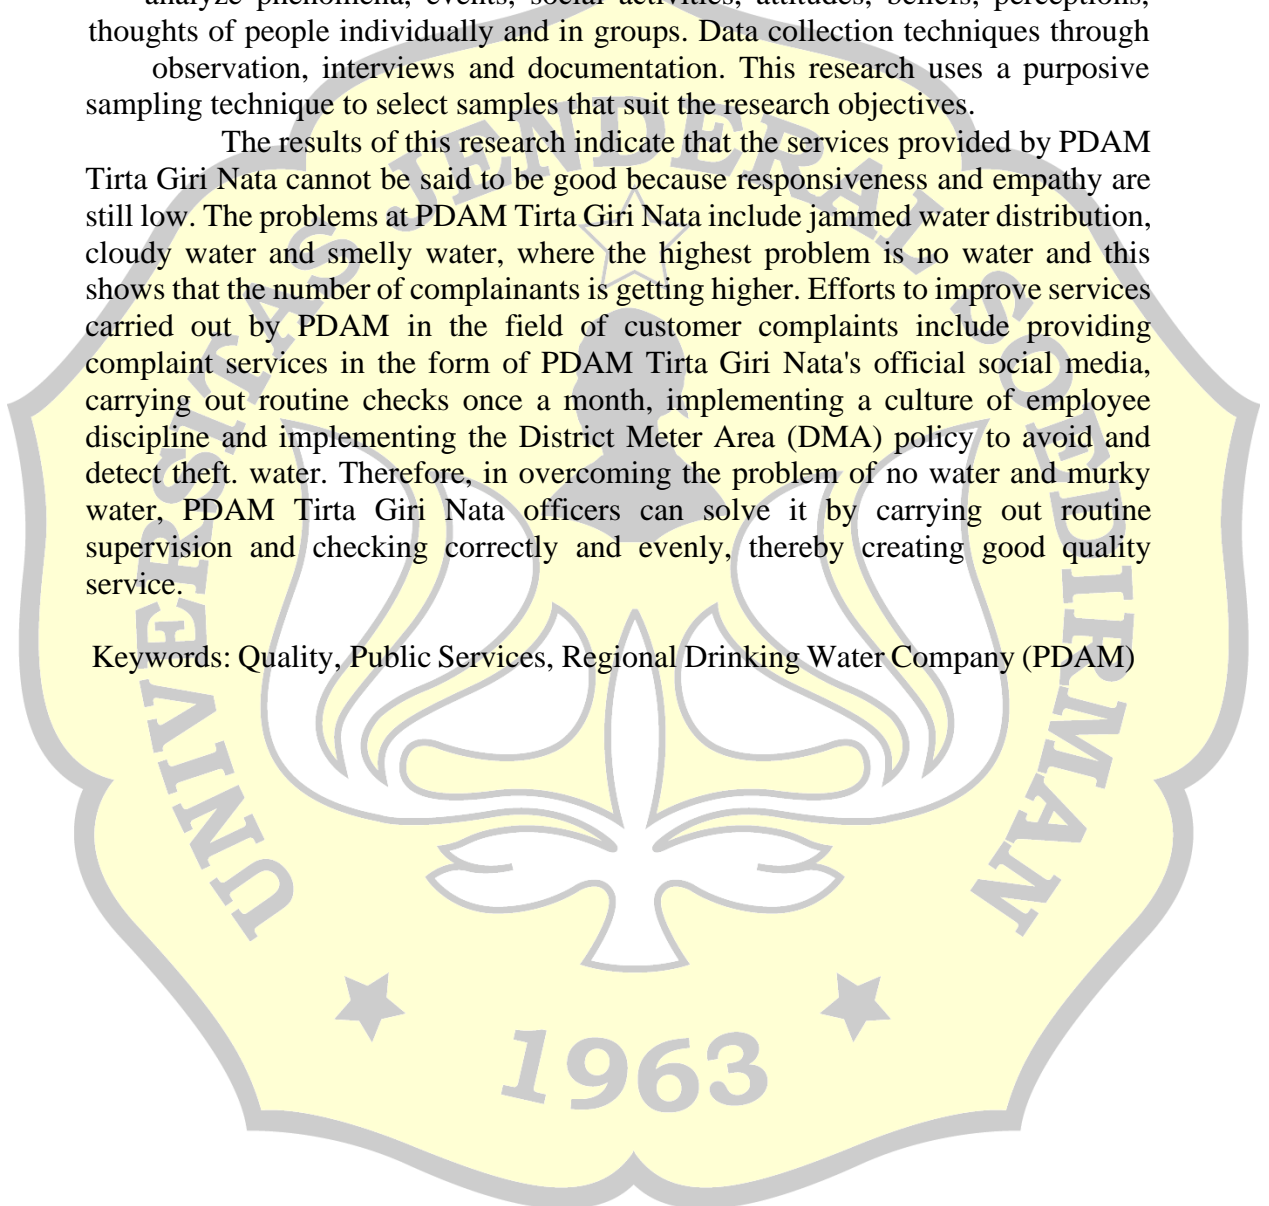 analyze phenomena, events, social activities, attitudes, beliefs, perceptions,
thoughts of people individually and in groups. Data collection techniques through
observation, interviews and documentation. This research uses a purposive
sampling technique to select samples that suit the research objectives.
The results of this research indicate that the services provided by PDAM
Tirta Giri Nata cannot be said to be good because responsiveness and empathy are
still low. The problems at PDAM Tirta Giri Nata include jammed water distribution,
cloudy water and smelly water, where the highest problem is no water and this
shows that the number of complainants is getting higher. Efforts to improve services
carried out by PDAM in the field of customer complaints include providing
complaint services in the form of PDAM Tirta Giri Nata's official social media,
carrying out routine checks once a month, implementing a culture of employee
discipline and implementing the District Meter Area (DMA) policy to avoid and
detect theft. water. Therefore, in overcoming the problem of no water and murky
water, PDAM Tirta Giri Nata officers can solve it by carrying out routine
supervision and checking correctly and evenly, thereby creating good quality
service.
Keywords: Quality, Public Services, Regional Drinking Water Company (PDAM)
UNIVERSITAS JENDERAL SOEDIRMAN
1963